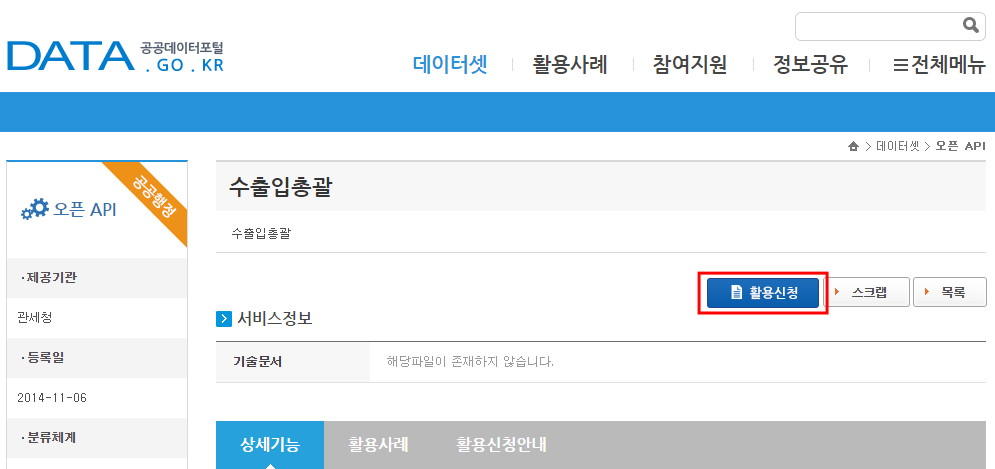 DATA 공공데이터포털
. GO . KR
데이터셋 활용사례 참여지원 정보공유 전체메뉴
데이터셋 > 오픈 API
공공행정
오픈 API
·제공기관
관세청
·등록일
2014-11-06
·분류체계
수출입총괄
수출입총괄
활용신청 스크랩 목록
서비스정보
기술문서 해당파일이 존재하지 않습니다.
상세기능 활용사례 활용신청안내